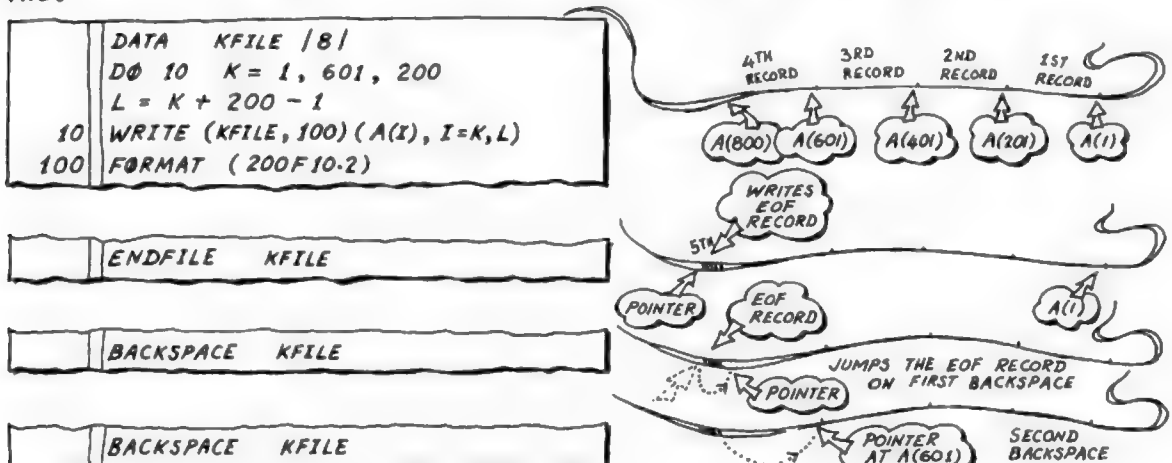 DATA KFILE /8/
DØ 10 K = 1, 601, 200
L = K + 200 - 1
10 WRITE (KFILE, 100) (A(I), I=K, L)
100 FØRMAT (200F10.2)
4TH RECORD
3RD RECORD
2ND RECORD
1ST RECORD
A(800)
A(601)
A(401)
A(201)
A(1)
ENDFILE KFILE
WRITES
EOF
RECORD
5TH
POINTER
A(1)
BACKSPACE KFILE
EOF
RECORD
JUMPS THE EOF RECORD
ON FIRST BACKSPACE
POINTER
BACKSPACE KFILE
POINTER
AT A(601)
SECOND
BACKSPACE